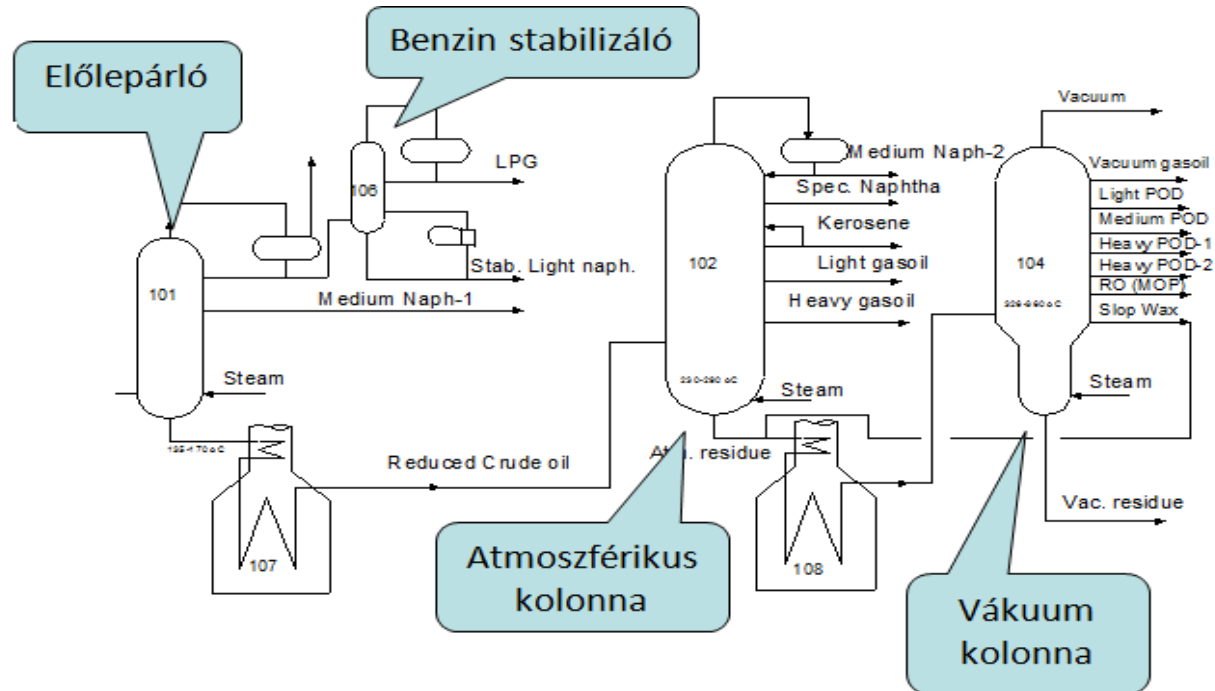 Előlepárló
Benzin stabilizáló
106
LPG
Stab. Light naph.
101
Medium Naph-1
Steam
107
Reduced Crude oil
102
Medium Naph-2
Spec. Naphtha
Kerosene
Light gasoil
Heavy gasoil
Steam
residue
108
Atmoszférikus
kolonna
Vacuum
104
Vacuum gasoil
Light POD
Medium POD
Heavy POD-1
Heavy POD-2
RO (MOP)
Slop Wax
Steam
Vac. residue
Vákuum
kolonna